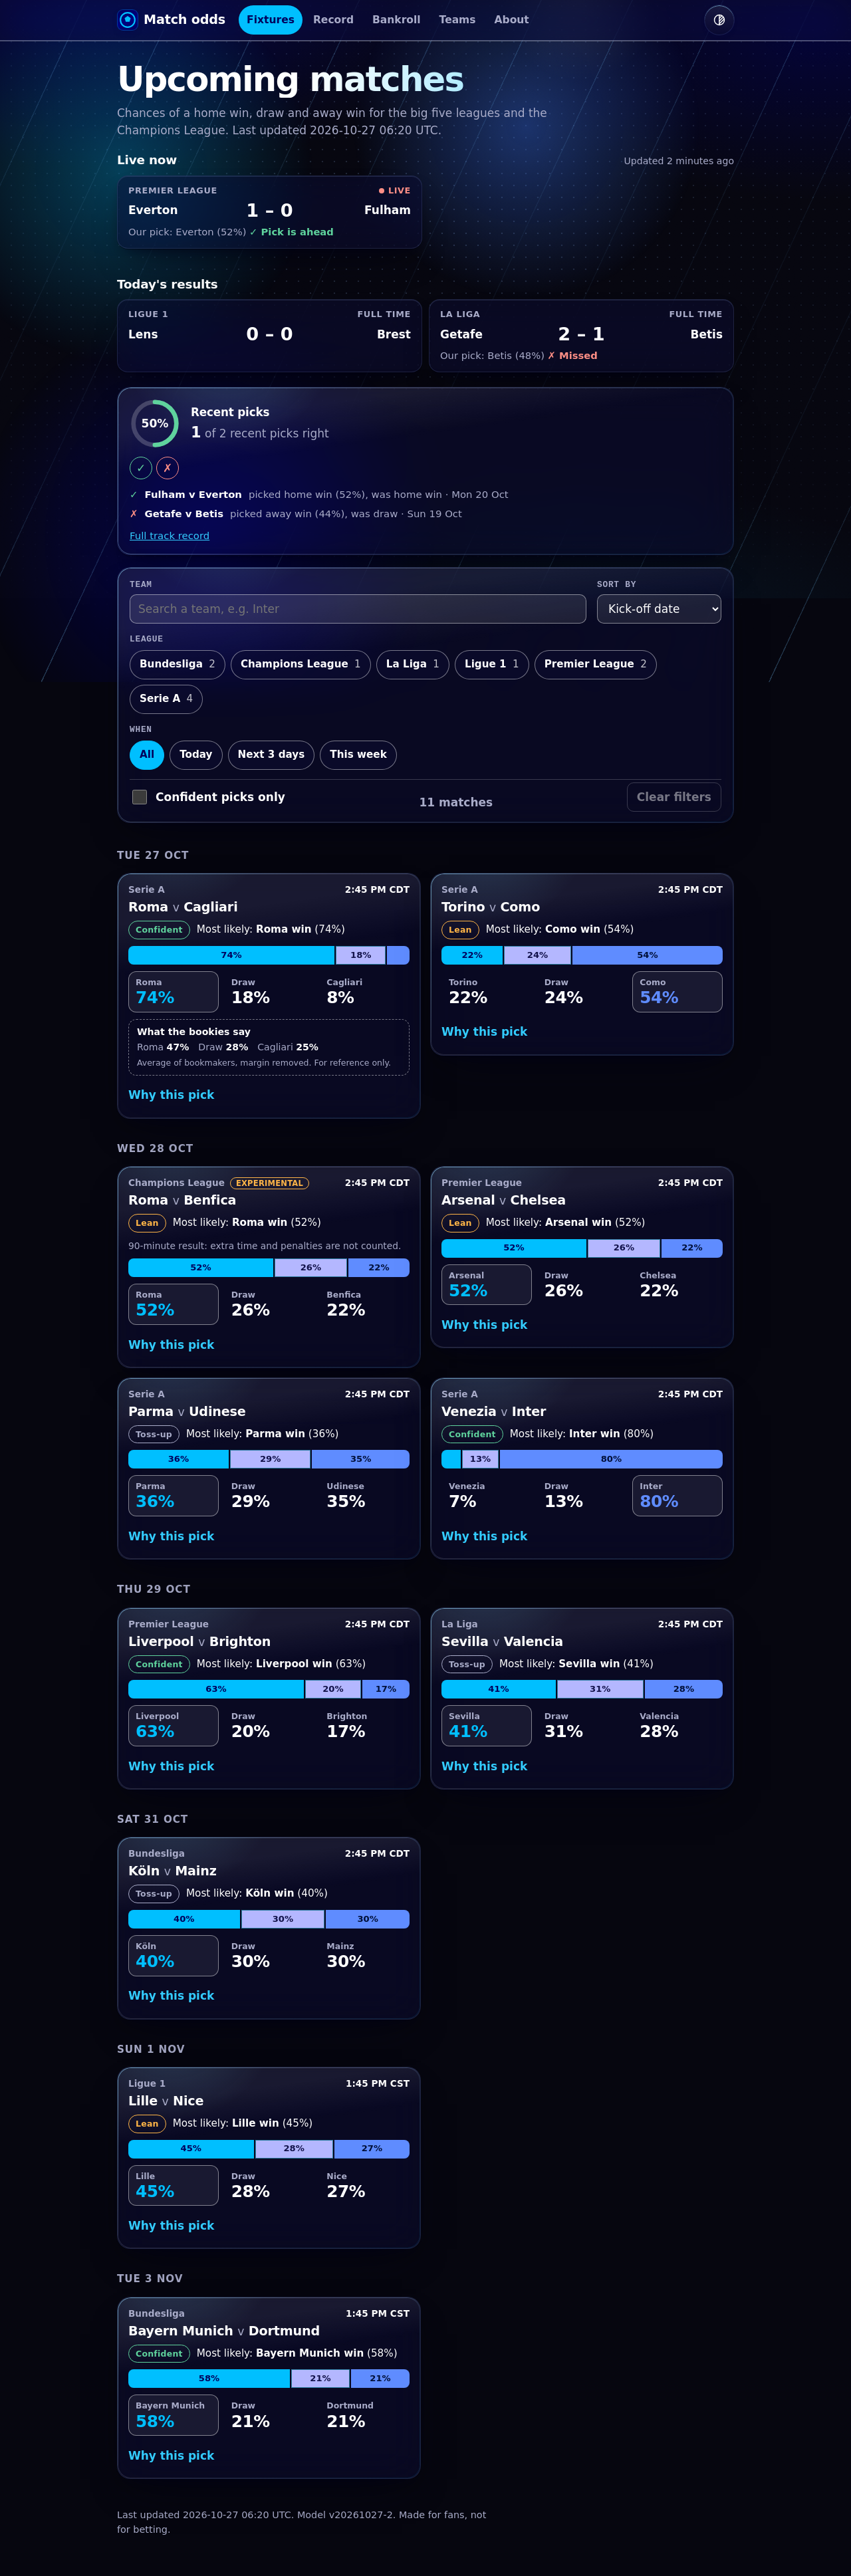 Match odds Fixtures Record Bankroll Teams About
Upcoming matches
Chances of a home win, draw and away win for the big five leagues and the
Champions League. Last updated 2026-10-27 06:20 UTC.
Live now Updated 2 minutes ago
PREMIER LEAGUE LIVE
Everton 1 – 0 Fulham
Our pick: Everton (52%) ✓ Pick is ahead
Today's results
LIGUE 1 FULL TIME
Lens 0 – 0 Brest
LA LIGA FULL TIME
Getafe 2 – 1 Betis
Our pick: Betis (48%) ✗ Missed
50%
Recent picks
1 of 2 recent picks right
✓ ✗
✓ Fulham v Everton picked home win (52%), was home win · Mon 20 Oct
✗ Getafe v Betis picked away win (44%), was draw · Sun 19 Oct
Full track record
TEAM SORT BY
Search a team, e.g. Inter Kick-off date
LEAGUE
Bundesliga 2 Champions League 1 La Liga 1 Ligue 1 1 Premier League 2
Serie A 4
WHEN
All Today Next 3 days This week
Confident picks only 11 matches Clear filters
TUE 27 OCT
Serie A 2:45 PM CDT
Roma v Cagliari
Confident Most likely: Roma win (74%)
74% 18%
Roma Draw Cagliari
74% 18% 8%
What the bookies say
Roma 47% Draw 28% Cagliari 25%
Average of bookmakers, margin removed. For reference only.
Why this pick
Serie A 2:45 PM CDT
Torino v Como
Lean Most likely: Como win (54%)
22% 24% 54%
Torino Draw Como
22% 24% 54%
Why this pick
WED 28 OCT
Champions League EXPERIMENTAL 2:45 PM CDT
Roma v Benfica
Lean Most likely: Roma win (52%)
90-minute result: extra time and penalties are not counted.
52% 26% 22%
Roma Draw Benfica
52% 26% 22%
Why this pick
Premier League 2:45 PM CDT
Arsenal v Chelsea
Lean Most likely: Arsenal win (52%)
52% 26% 22%
Arsenal Draw Chelsea
52% 26% 22%
Why this pick
Serie A 2:45 PM CDT
Parma v Udinese
Toss-up Most likely: Parma win (36%)
36% 29% 35%
Parma Draw Udinese
36% 29% 35%
Why this pick
Serie A 2:45 PM CDT
Venezia v Inter
Confident Most likely: Inter win (80%)
13% 80%
Venezia Draw Inter
7% 13% 80%
Why this pick
THU 29 OCT
Premier League 2:45 PM CDT
Liverpool v Brighton
Confident Most likely: Liverpool win (63%)
63% 20% 17%
Liverpool Draw Brighton
63% 20% 17%
Why this pick
La Liga 2:45 PM CDT
Sevilla v Valencia
Toss-up Most likely: Sevilla win (41%)
41% 31% 28%
Sevilla Draw Valencia
41% 31% 28%
Why this pick
SAT 31 OCT
Bundesliga 2:45 PM CDT
Köln v Mainz
Toss-up Most likely: Köln win (40%)
40% 30% 30%
Köln Draw Mainz
40% 30% 30%
Why this pick
SUN 1 NOV
Ligue 1 1:45 PM CST
Lille v Nice
Lean Most likely: Lille win (45%)
45% 28% 27%
Lille Draw Nice
45% 28% 27%
Why this pick
TUE 3 NOV
Bundesliga 1:45 PM CST
Bayern Munich v Dortmund
Confident Most likely: Bayern Munich win (58%)
58% 21% 21%
Bayern Munich Draw Dortmund
58% 21% 21%
Why this pick
Last updated 2026-10-27 06:20 UTC. Model v20261027-2. Made for fans, not
for betting.